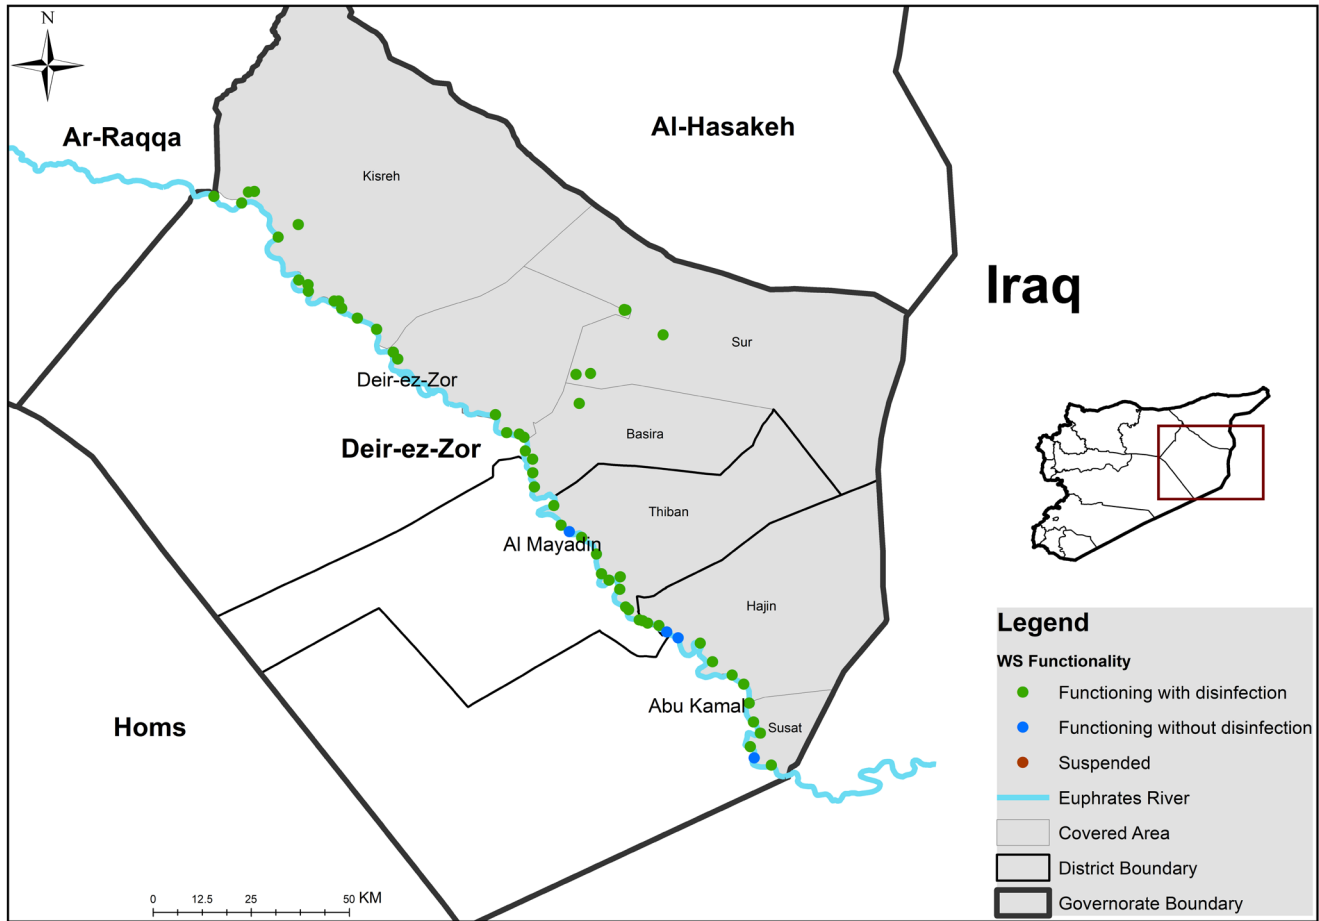 N
Ar-Raqqa
Al-Hasakeh
Kisreh
Iraq
Sur
Deir-ez-Zor
Deir-ez-Zor
Basira
Thiban
Al Mayadin
Hajin
Abu Kamal
Susat
Homs
Legend
WS Functionality
Functioning with disinfection
Functioning without disinfection
Suspended
Euphrates River
Covered Area
District Boundary
Governorate Boundary
0 12.5 25 50 KM